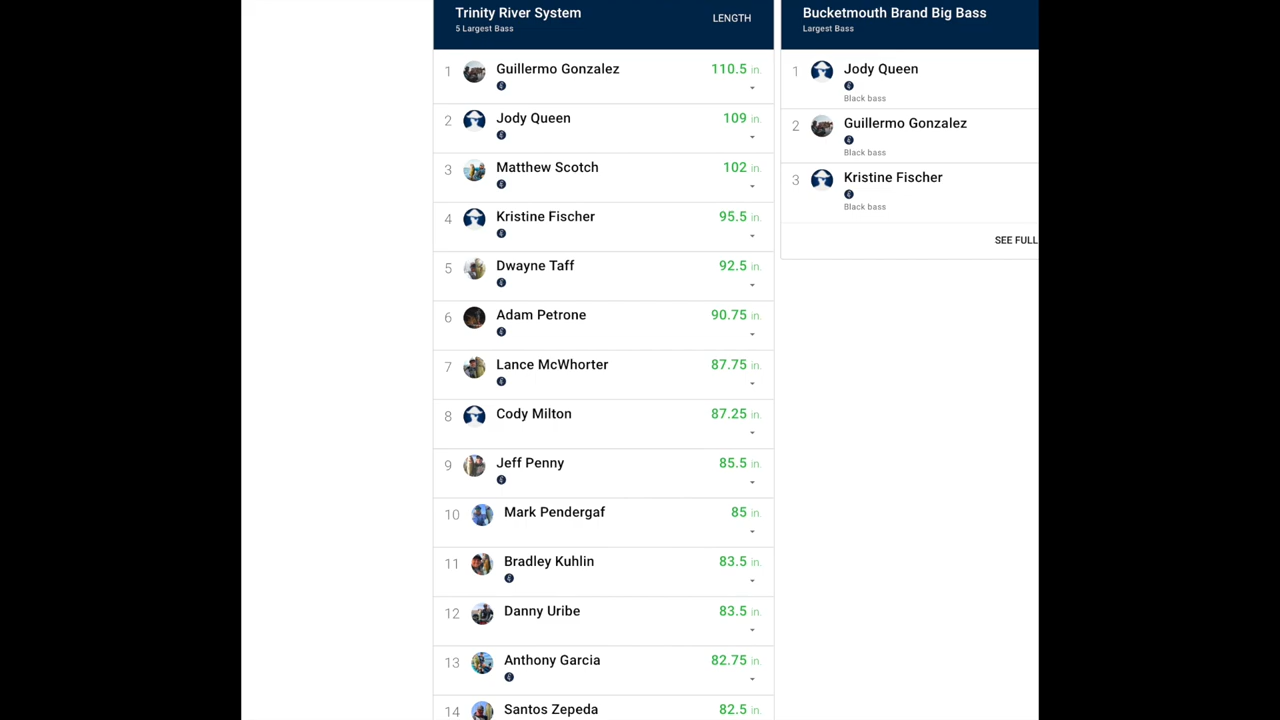 Trinity River System
5 Largest Bass
LENGTH
1 Guillermo Gonzalez 110.5 in.
2 Jody Queen 109 in.
3 Matthew Scotch 102 in.
4 Kristine Fischer 95.5 in.
5 Dwayne Taff 92.5 in.
6 Adam Petrone 90.75 in.
7 Lance McWhorter 87.75 in.
8 Cody Milton 87.25 in.
9 Jeff Penny 85.5 in.
10 Mark Pendergaf 85 in.
11 Bradley Kuhlin 83.5 in.
12 Danny Uribe 83.5 in.
13 Anthony Garcia 82.75 in.
14 Santos Zepeda 82.5 in.
Bucketmouth Brand Big Bass
Largest Bass
1 Jody Queen
Black bass
2 Guillermo Gonzalez
Black bass
3 Kristine Fischer
Black bass
SEE FULL